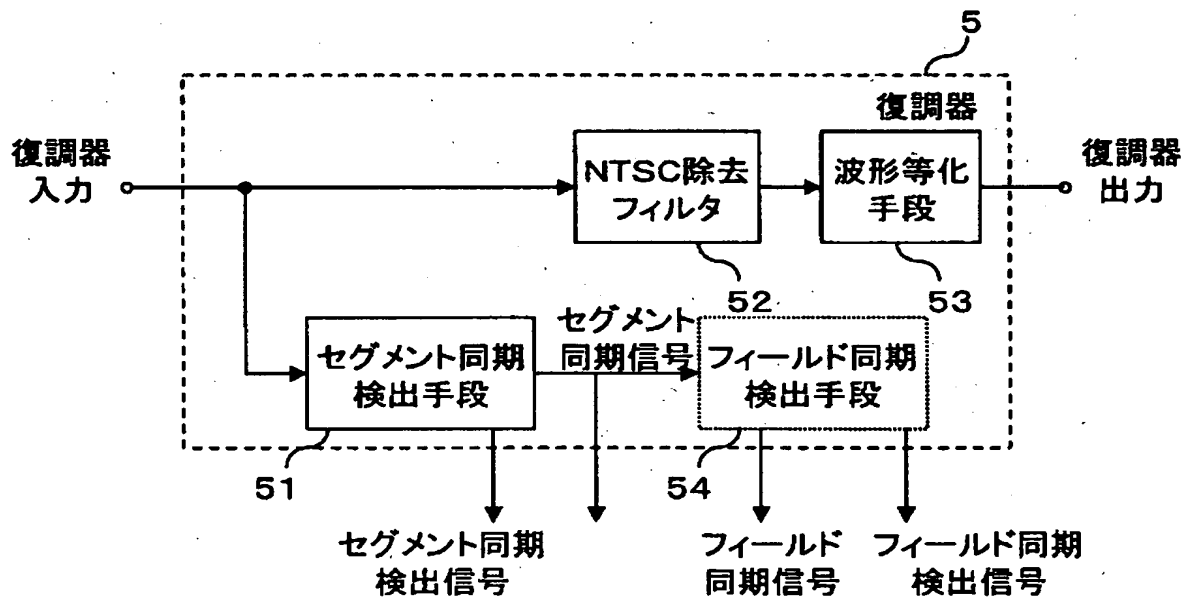 5
復調器
復調器
入力
NTSC除去
フィルタ
波形等化
手段
復調器
出力
52
53
セグメント同期
検出手段
セグメント
同期信号
フィールド同期
検出手段
51
54
セグメント同期
検出信号
フィールド
同期信号
フィールド同期
検出信号